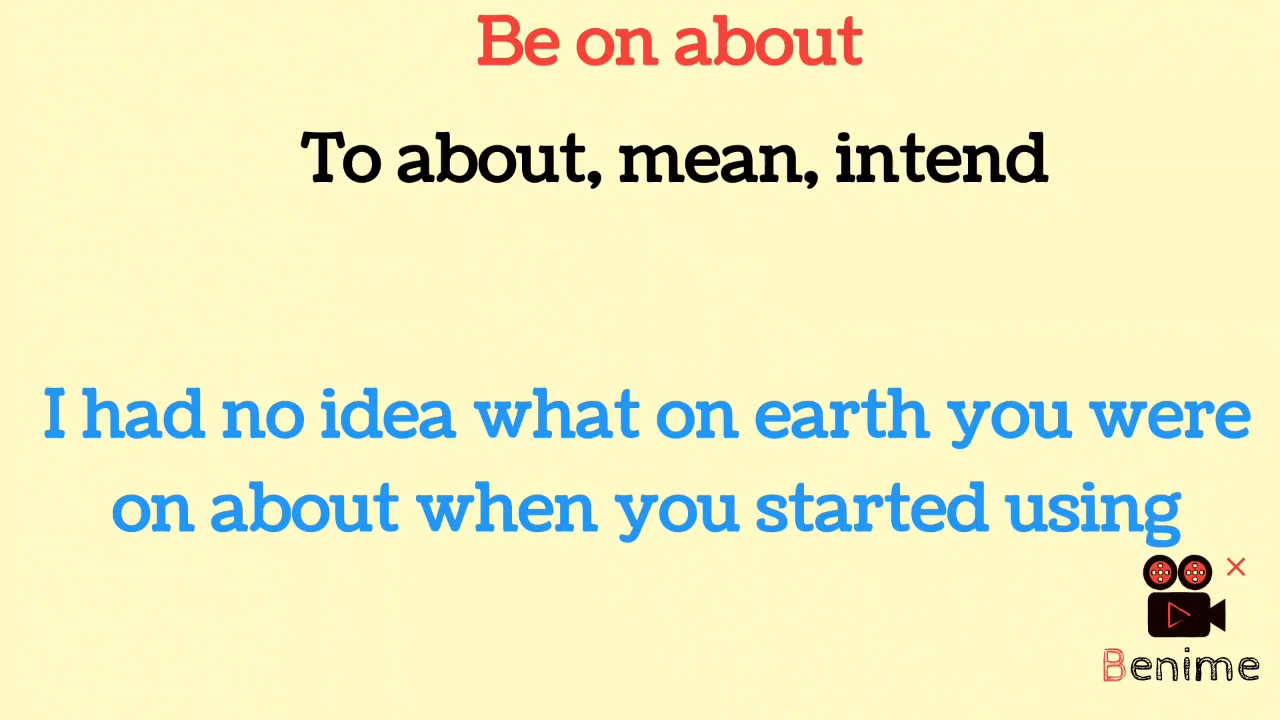 Be on about
To about, mean, intend
I had no idea what on earth you were
on about when you started using
Benime